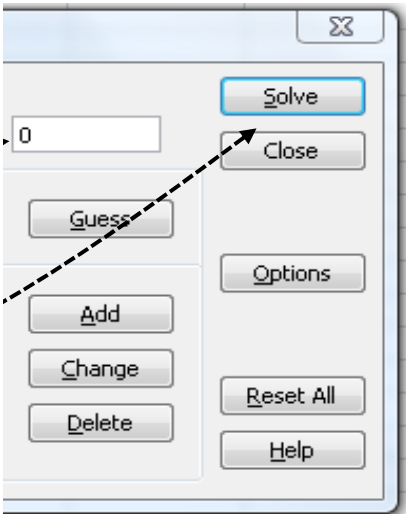 Solve
0
Close
Guess
Options
Add
Change
Reset All
Delete
Help